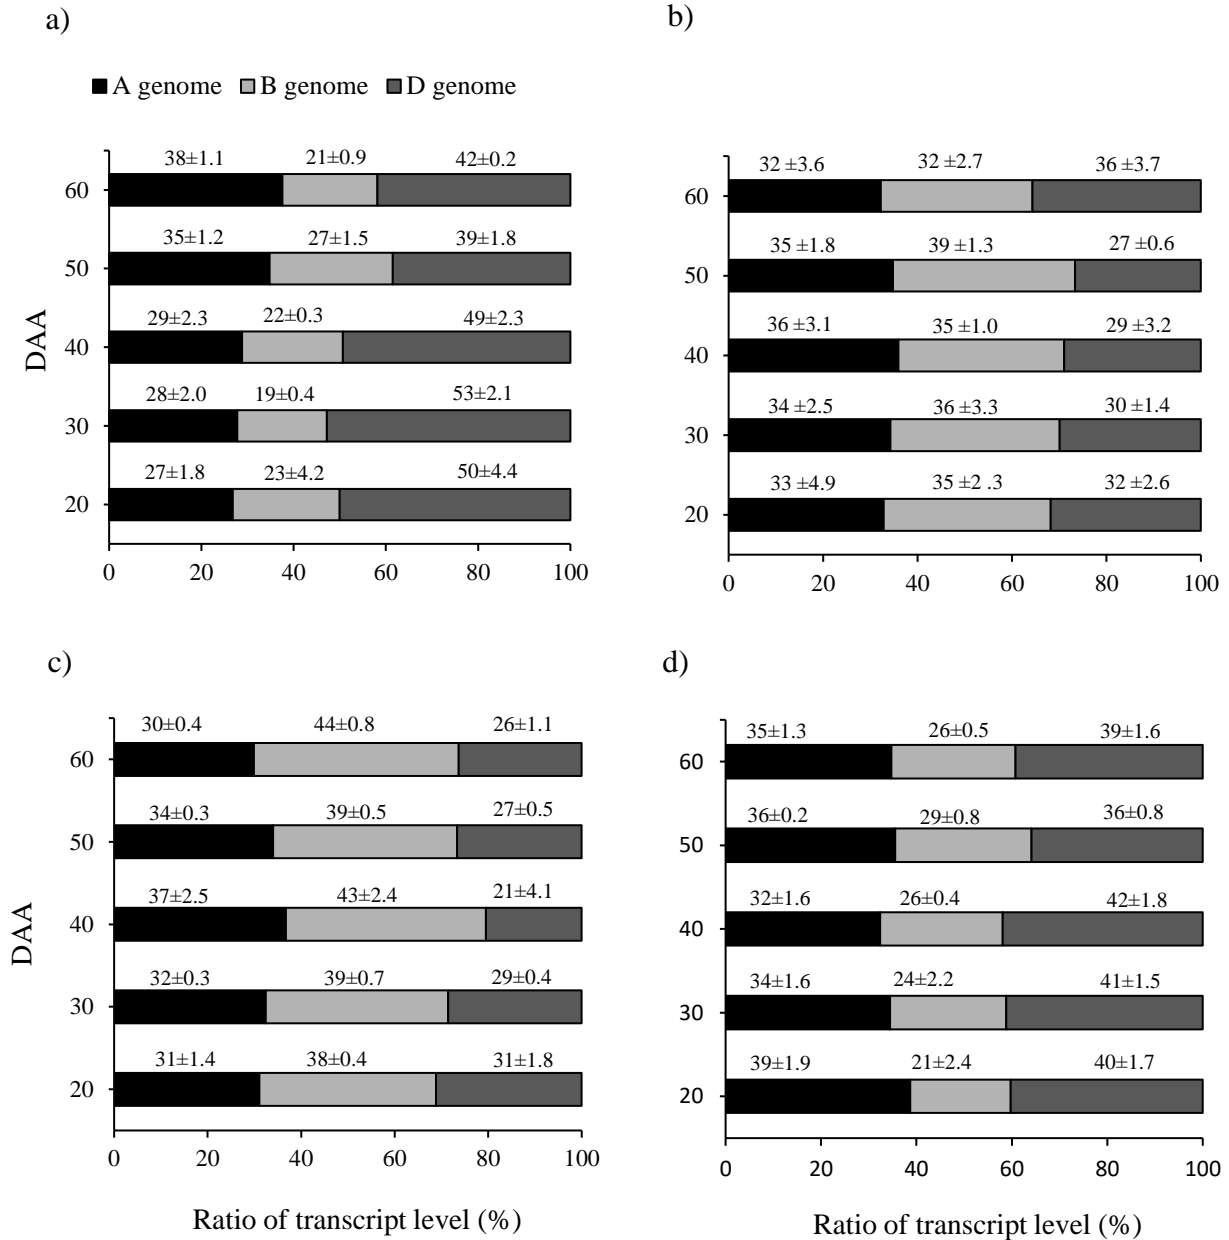 a)
A genome B genome D genome
38±1.1 21±0.9 42±0.2
60
35±1.2 27±1.5 39±1.8
50
29±2.3 22±0.3 49±2.3
40
28±2.0 19±0.4 53±2.1
30
27±1.8 23±4.2 50±4.4
20
DAA
0 20 40 60 80 100
b)
32 ±3.6 32 ±2.7 36 ±3.7
60
35 ±1.8 39 ±1.3 27 ±0.6
50
36 ±3.1 35 ±1.0 29 ±3.2
40
34 ±2.5 36 ±3.3 30 ±1.4
30
33 ±4.9 35 ±2 .3 32 ±2.6
20
0 20 40 60 80 100
c)
30±0.4 44±0.8 26±1.1
60
34±0.3 39±0.5 27±0.5
50
37±2.5 43±2.4 21±4.1
40
32±0.3 39±0.7 29±0.4
30
31±1.4 38±0.4 31±1.8
20
DAA
0 20 40 60 80 100
Ratio of transcript level (%)
d)
35±1.3 26±0.5 39±1.6
60
36±0.2 29±0.8 36±0.8
50
32±1.6 26±0.4 42±1.8
40
34±1.6 24±2.2 41±1.5
30
39±1.9 21±2.4 40±1.7
20
0 20 40 60 80 100
Ratio of transcript level (%)